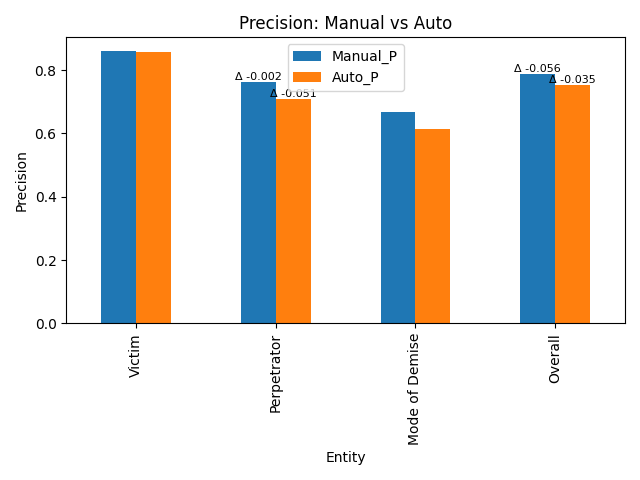 Precision: Manual vs Auto
Manual_P
Auto_P
Δ -0.002
Δ -0.051
Δ -0.056
Δ -0.035
Precision
0.8
0.6
0.4
0.2
0.0
Victim
Perpetrator
Mode of Demise
Overall
Entity